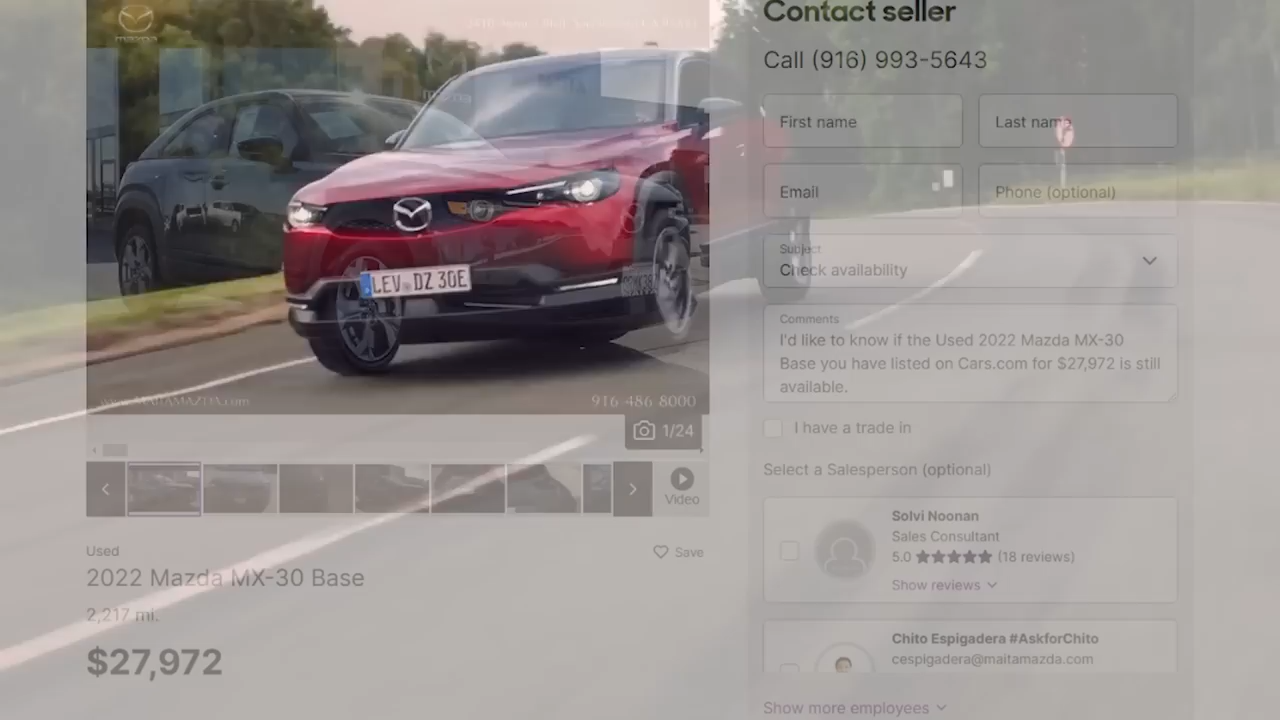 mazda
LEV DZ 30E
www.MAITAMAZDA.com
916 486 8000
1/24
Video
Used
Save
2022 Mazda MX-30 Base
2,217 mi.
$27,972
Contact seller
Call (916) 993-5643
First name
Last name
Email
Phone (optional)
Subject
Check availability
Comments
I'd like to know if the Used 2022 Mazda MX-30
Base you have listed on Cars.com for $27,972 is still
available.
I have a trade in
Select a Salesperson (optional)
Solvi Noonan
Sales Consultant
5.0 ★★★★★ (18 reviews)
Show reviews
Chito Espigadera #AskforChito
cespigadera@maitamazda.com
Show more employees